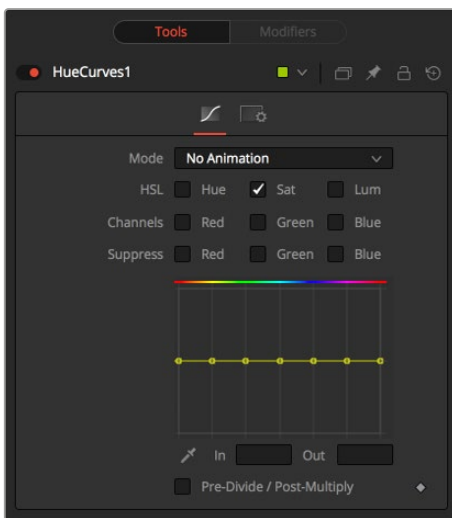 Tools Modifiers
HueCurves1
Mode No Animation
HSL Hue Sat Lum
Channels Red Green Blue
Suppress Red Green Blue
In Out
Pre-Divide / Post-Multiply